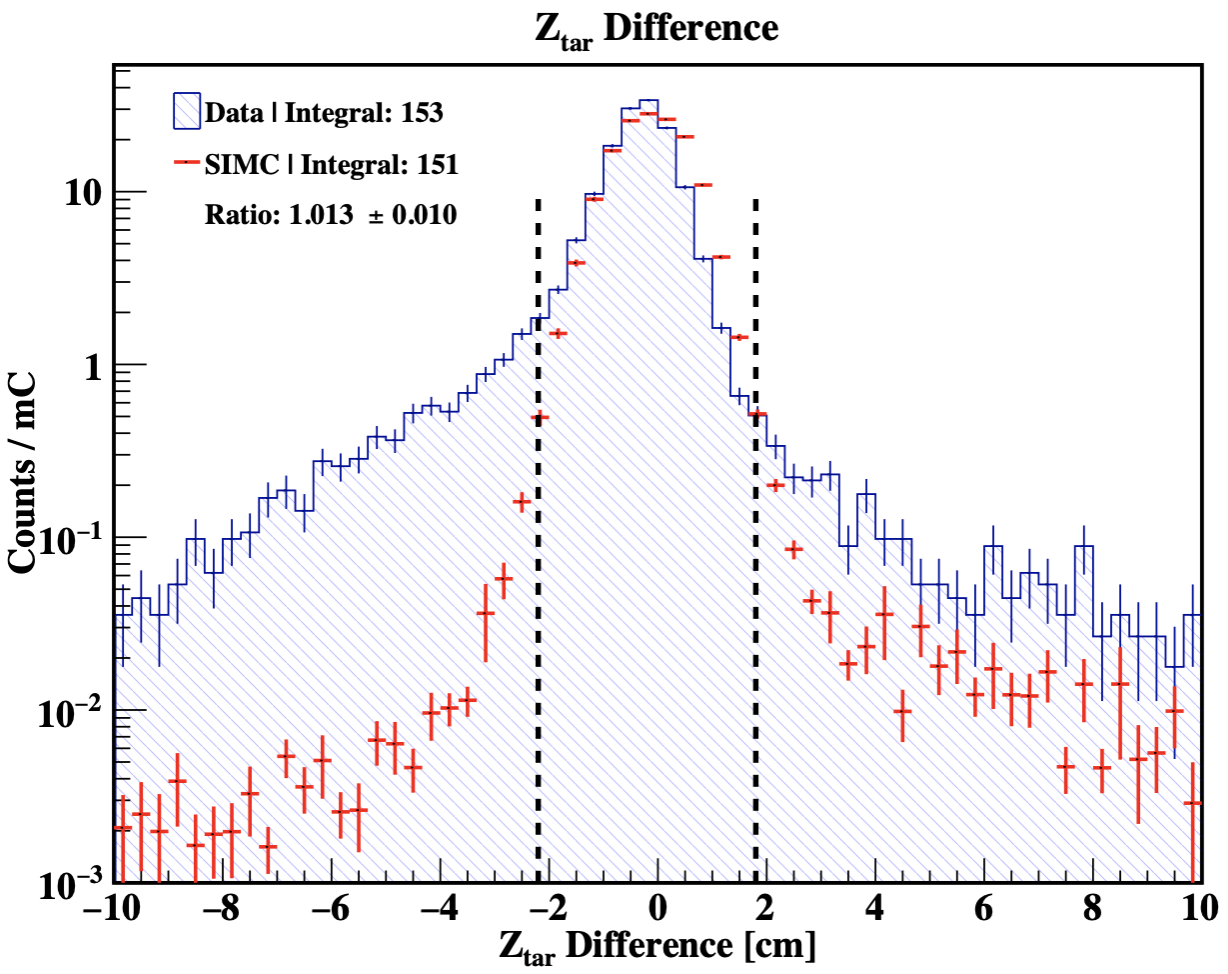 Z_tar Difference
Data | Integral: 153
SIMC | Integral: 151
Ratio: 1.013 ± 0.010
Counts / mC
10
1
10⁻¹
10⁻²
10⁻³
−10 −8 −6 −4 −2 0 2 4 6 8 10
Z_tar Difference [cm]